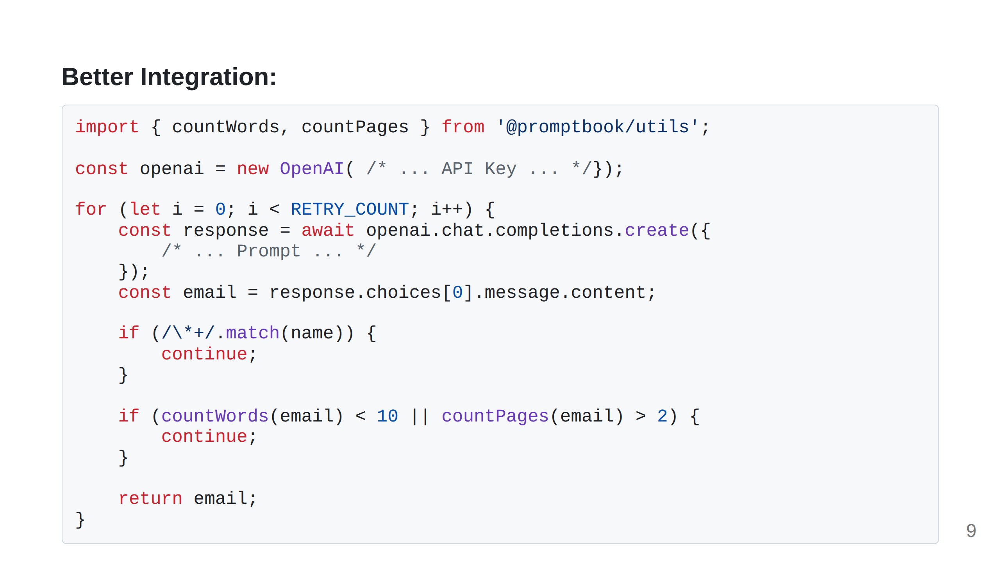 Better Integration:
import { countWords, countPages } from '@promptbook/utils';
const openai = new OpenAI( /* ... API Key ... */});
for (let i = 0; i < RETRY_COUNT; i++) {
    const response = await openai.chat.completions.create({
        /* ... Prompt ... */
    });
    const email = response.choices[0].message.content;
    if (/\*+/.match(name)) {
        continue;
    }
    if (countWords(email) < 10 || countPages(email) > 2) {
        continue;
    }
    return email;
}
9